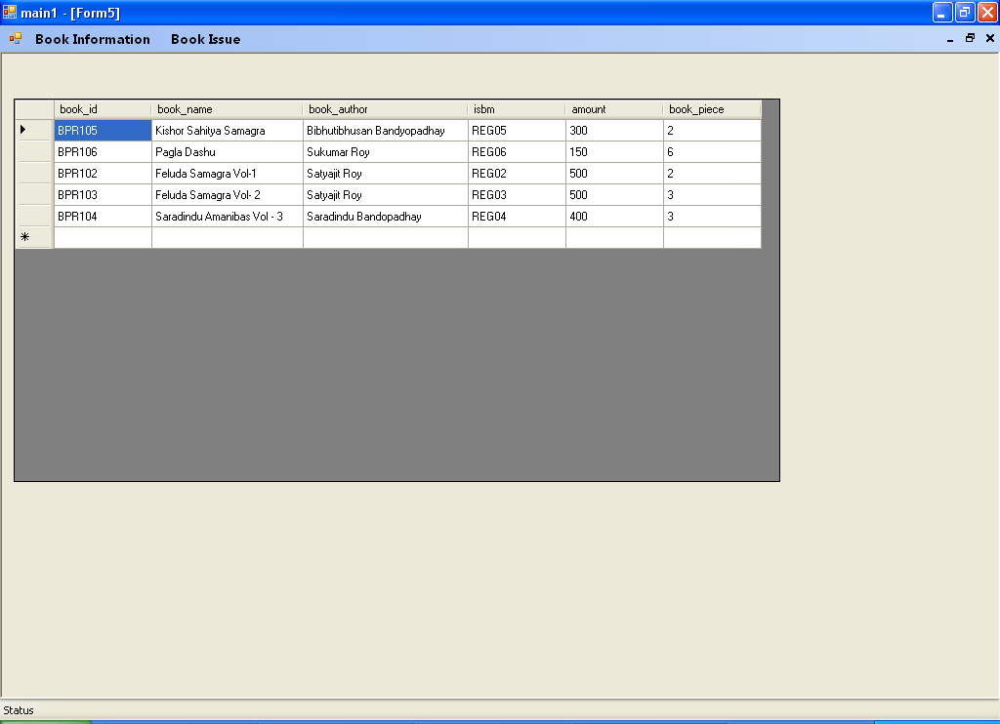 main1 - [Form5]
Book Information Book Issue
book_id book_name book_author isbm amount book_piece
BPR105 Kishor Sahitya Samagra Bibhutibhusan Bandyopadhay REG05 300 2
BPR106 Pagla Dashu Sukumar Roy REG06 150 6
BPR102 Feluda Samagra Vol-1 Satyajit Roy REG02 500 2
BPR103 Feluda Samagra Vol- 2 Satyajit Roy REG03 500 3
BPR104 Saradindu Amanibas Vol - 3 Saradindu Bandopadhay REG04 400 3
Status